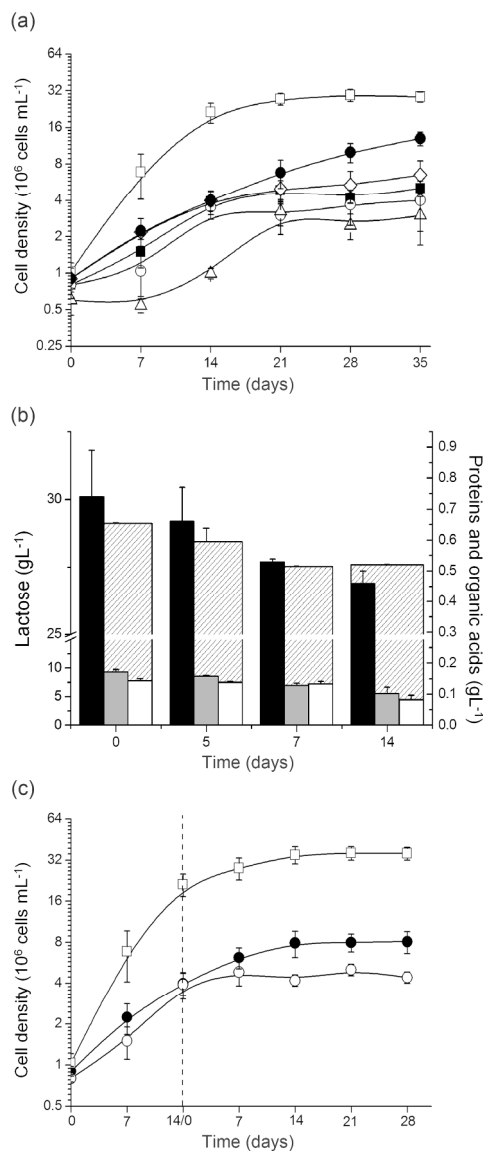 (a)
64
32
16
8
4
2
1
0.5
0.25
Cell density (10⁶ cells mL⁻¹)
0 7 14 21 28 35
Time (days)
(b)
30
25
10
5
0
Lactose (gL⁻¹)
0.9
0.8
0.7
0.6
0.5
0.4
0.3
0.2
0.1
0.0
Proteins and organic acids (gL⁻¹)
0 5 7 14
Time (days)
(c)
64
32
16
8
4
2
1
0.5
Cell density (10⁶ cells mL⁻¹)
0 7 14/0 7 14 21 28
Time (days)